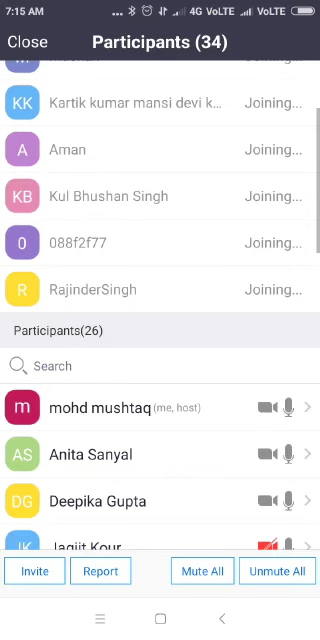 7:15 AM ... 4G VoLTE VoLTE
Close Participants (34)
KK Kartik kumar mansi devi k... Joining...
A Aman Joining...
KB Kul Bhushan Singh Joining...
0 088f2f77 Joining...
R RajinderSingh Joining...
Participants(26)
Search
m mohd mushtaq (me, host)
AS Anita Sanyal
DG Deepika Gupta
JK Jagjit Kour
Invite Report Mute All Unmute All